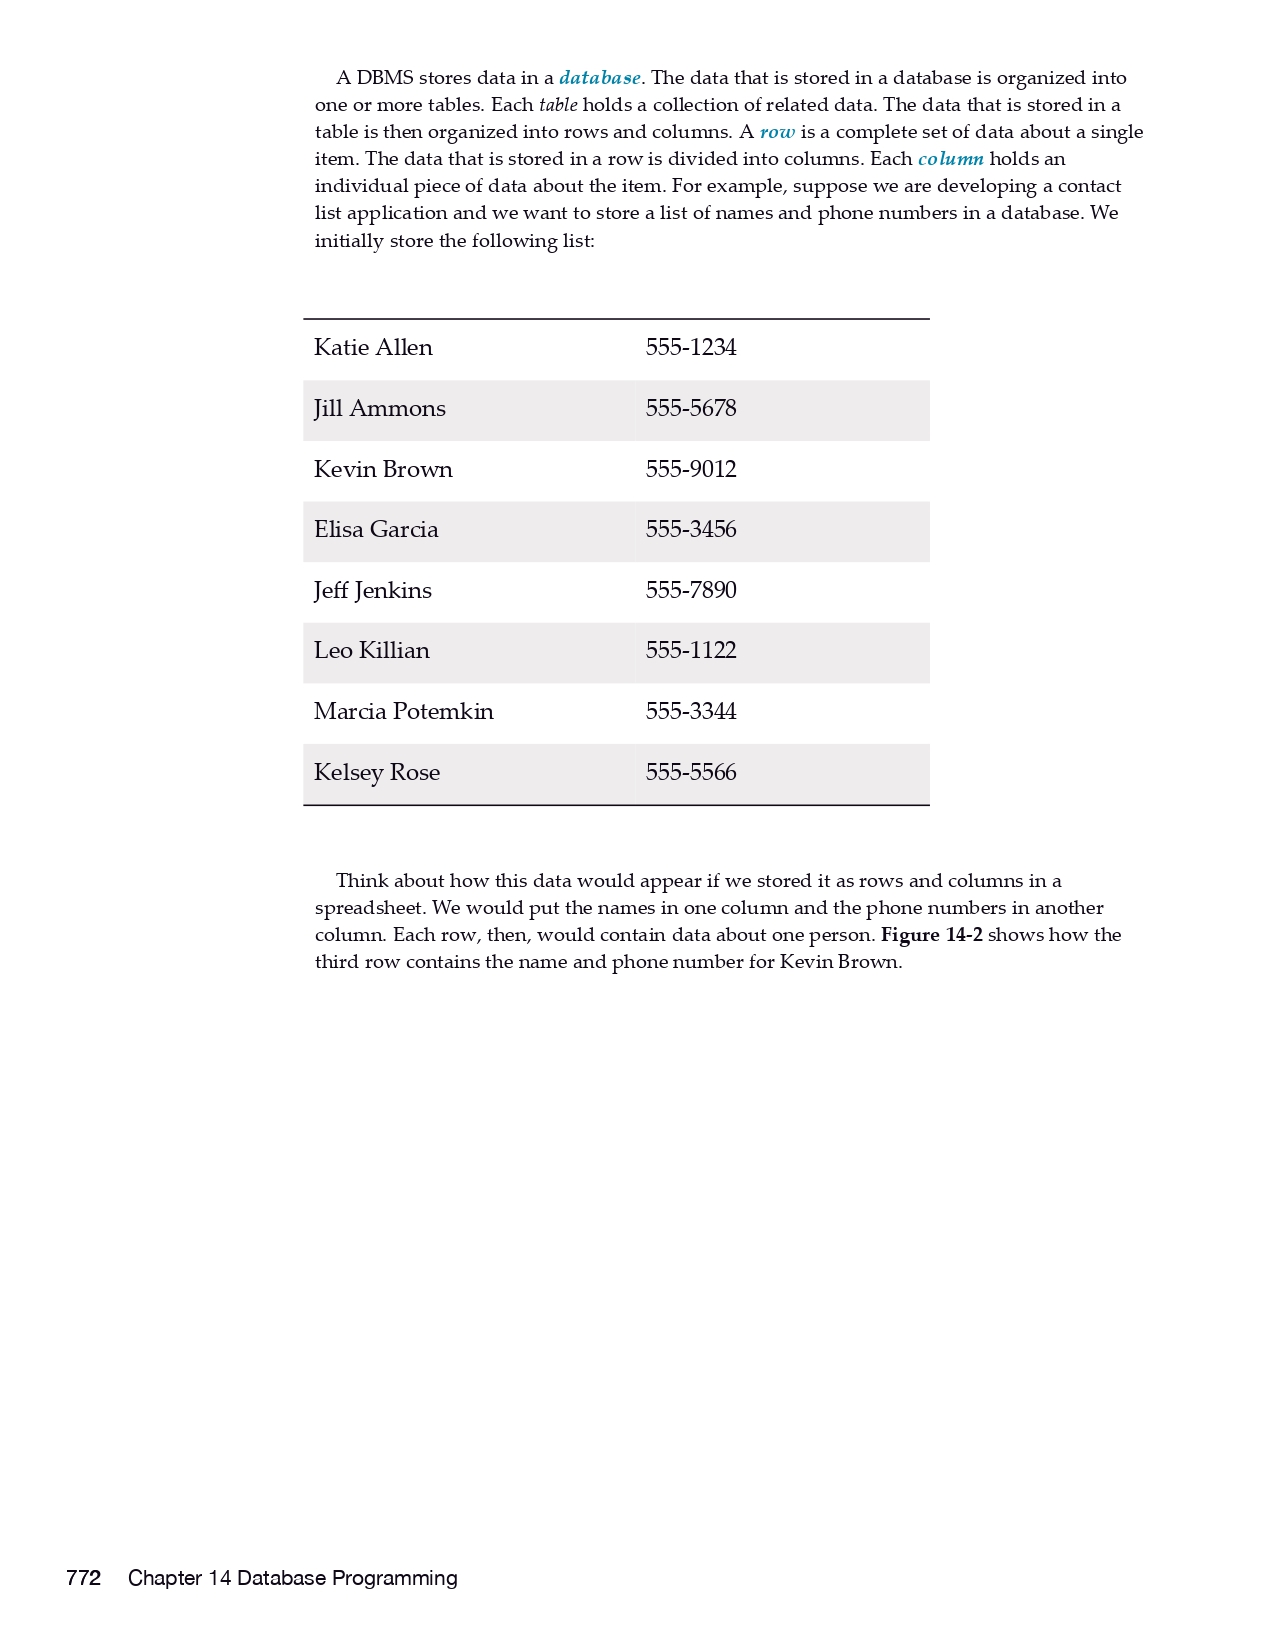 A DBMS stores data in a database. The data that is stored in a database is organized into
one or more tables. Each table holds a collection of related data. The data that is stored in a
table is then organized into rows and columns. A row is a complete set of data about a single
item. The data that is stored in a row is divided into columns. Each column holds an
individual piece of data about the item. For example, suppose we are developing a contact
list application and we want to store a list of names and phone numbers in a database. We
initially store the following list:
Katie Allen 555-1234
Jill Ammons 555-5678
Kevin Brown 555-9012
Elisa Garcia 555-3456
Jeff Jenkins 555-7890
Leo Killian 555-1122
Marcia Potemkin 555-3344
Kelsey Rose 555-5566
Think about how this data would appear if we stored it as rows and columns in a
spreadsheet. We would put the names in one column and the phone numbers in another
column. Each row, then, would contain data about one person. Figure 14-2 shows how the
third row contains the name and phone number for Kevin Brown.
772 Chapter 14 Database Programming